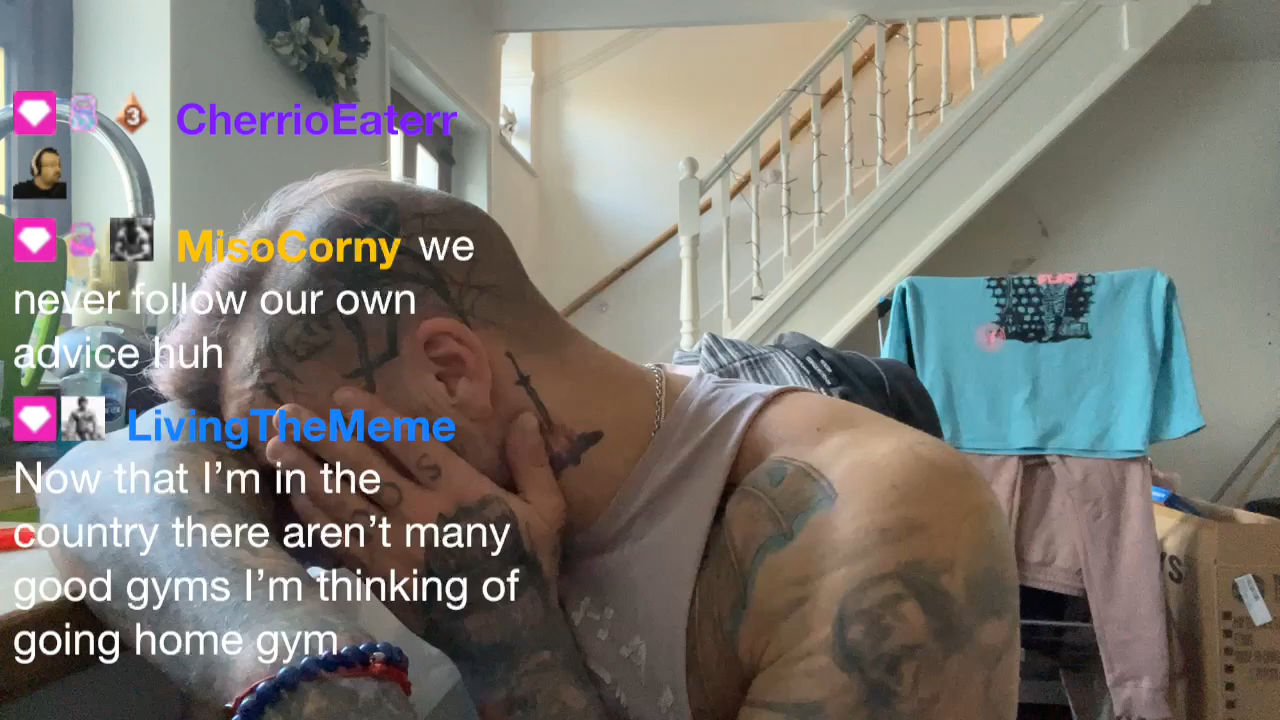 3 CherrioEaterr
MisoCorny we
never follow our own
advice huh
LivingTheMeme
Now that I'm in the
country there aren't many
good gyms I'm thinking of
going home gym